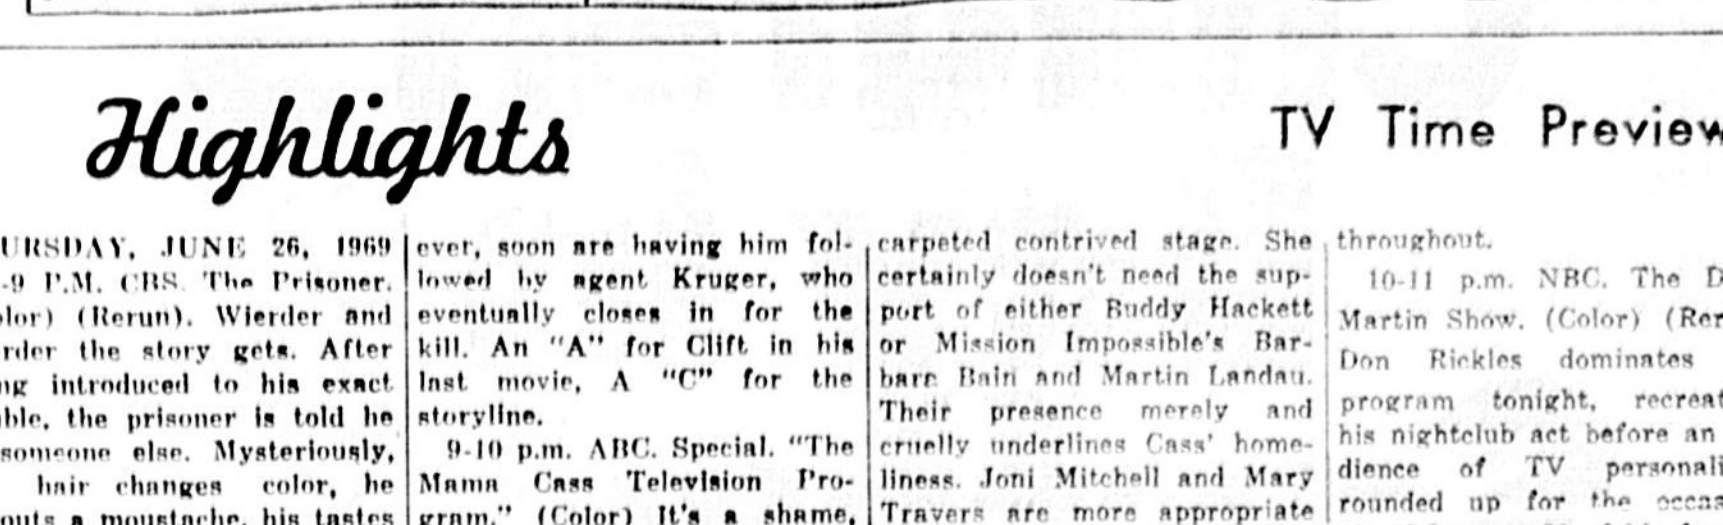 Highlights
TV Time Preview
URSDAY, JUNE 26, 1969
-9 P.M. CBS. The Prisoner.
olor) (Rerun). Wierder and
rder the story gets. After
ng introduced to his exact
ble, the prisoner is told he
someone else. Mysteriously,
hair changes color, he
outs a moustache, his tastes
ever, soon are having him fol-
lowed by agent Kruger, who
eventually closes in for the
kill. An "A" for Clift in his
last movie, A "C" for the
storyline.
9-10 p.m. ABC. Special. "The
Mama Cass Television Pro-
gram." (Color) It's a shame,
carpeted contrived stage. She
certainly doesn't need the sup-
port of either Buddy Hackett
or Mission Impossible's Bar-
bara Bain and Martin Landau.
Their presence merely and
cruelly underlines Cass' home-
liness. Joni Mitchell and Mary
Travers are more appropriate
throughout.
10-11 p.m. NBC. The D
Martin Show. (Color) (Rer
Don Rickles dominates
program tonight, recreat
his nightclub act before an
dience of TV personali
rounded up for the occas